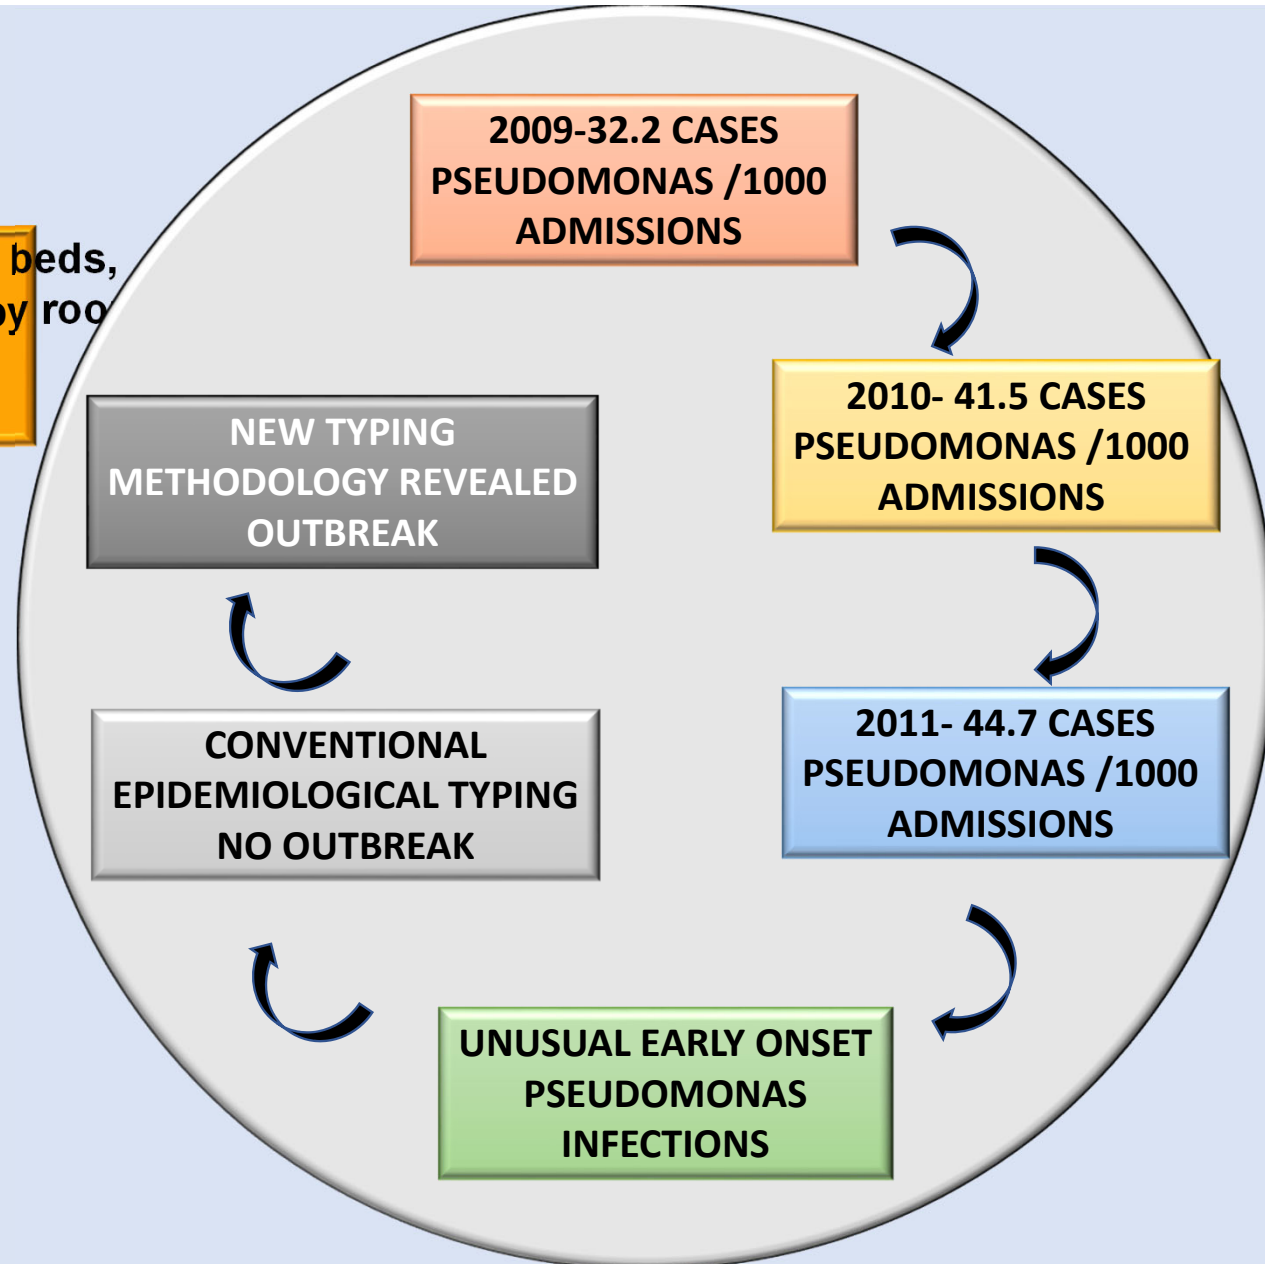 2009-32.2 CASES
PSEUDOMONAS /1000
ADMISSIONS
beds,
2010- 41.5 CASES
PSEUDOMONAS /1000
ADMISSIONS
2011- 44.7 CASES
PSEUDOMONAS /1000
ADMISSIONS
UNUSUAL EARLY ONSET
PSEUDOMONAS
INFECTIONS
CONVENTIONAL
EPIDEMIOLOGICAL TYPING
NO OUTBREAK
NEW TYPING
METHODOLOGY REVEALED
OUTBREAK